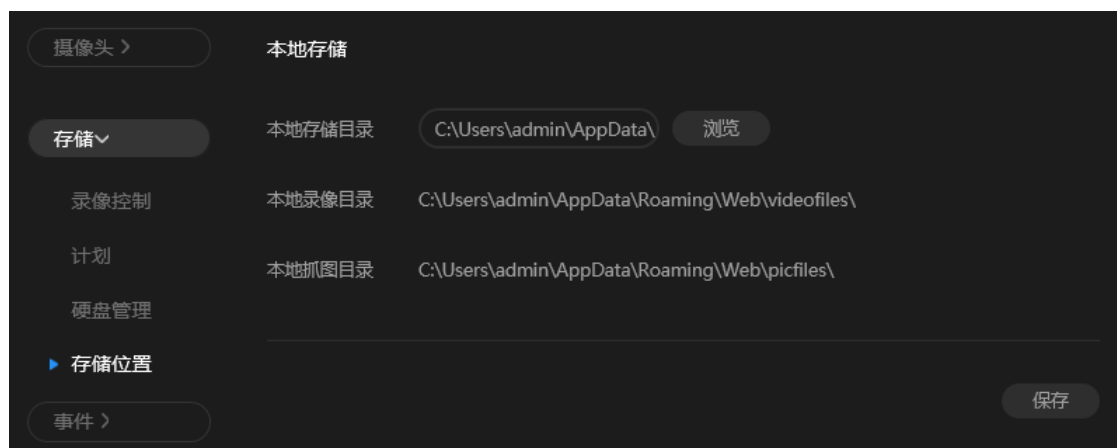 摄像头 >
本地存储
存储
本地存储目录 C:\Users\admin\AppData\ 浏览
录像控制
本地录像目录 C:\Users\admin\AppData\Roaming\Web\videofiles\
计划
本地抓图目录 C:\Users\admin\AppData\Roaming\Web\picfiles\
硬盘管理
存储位置
保存
事件 >